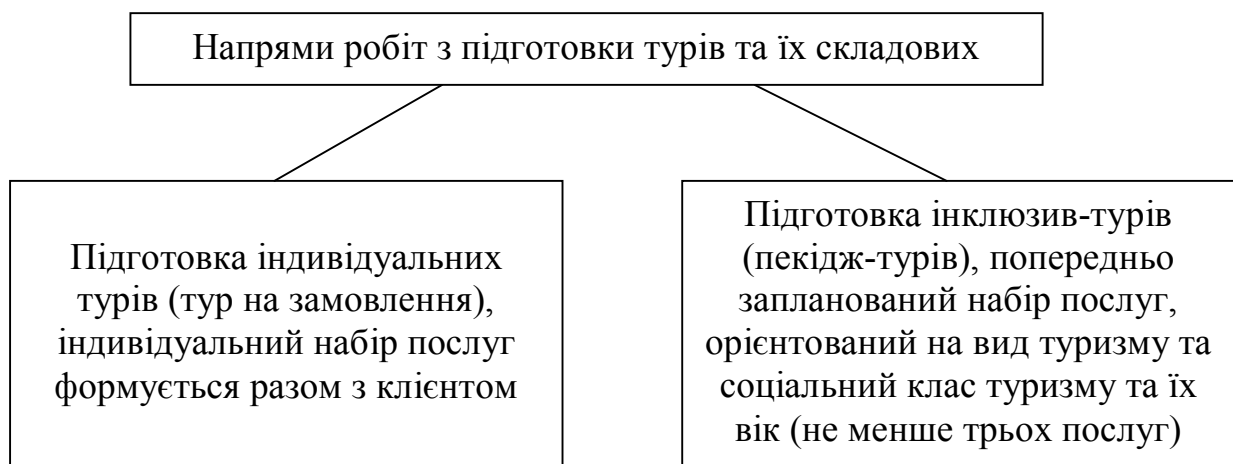 Напрями робіт з підготовки турів та їх складових
Підготовка індивідуальних
турів (тур на замовлення),
індивідуальний набір послуг
формується разом з клієнтом
Підготовка інклюзив-турів
(пекідж-турів), попередньо
запланований набір послуг,
орієнтований на вид туризму та
соціальний клас туризму та їх
вік (не менше трьох послуг)